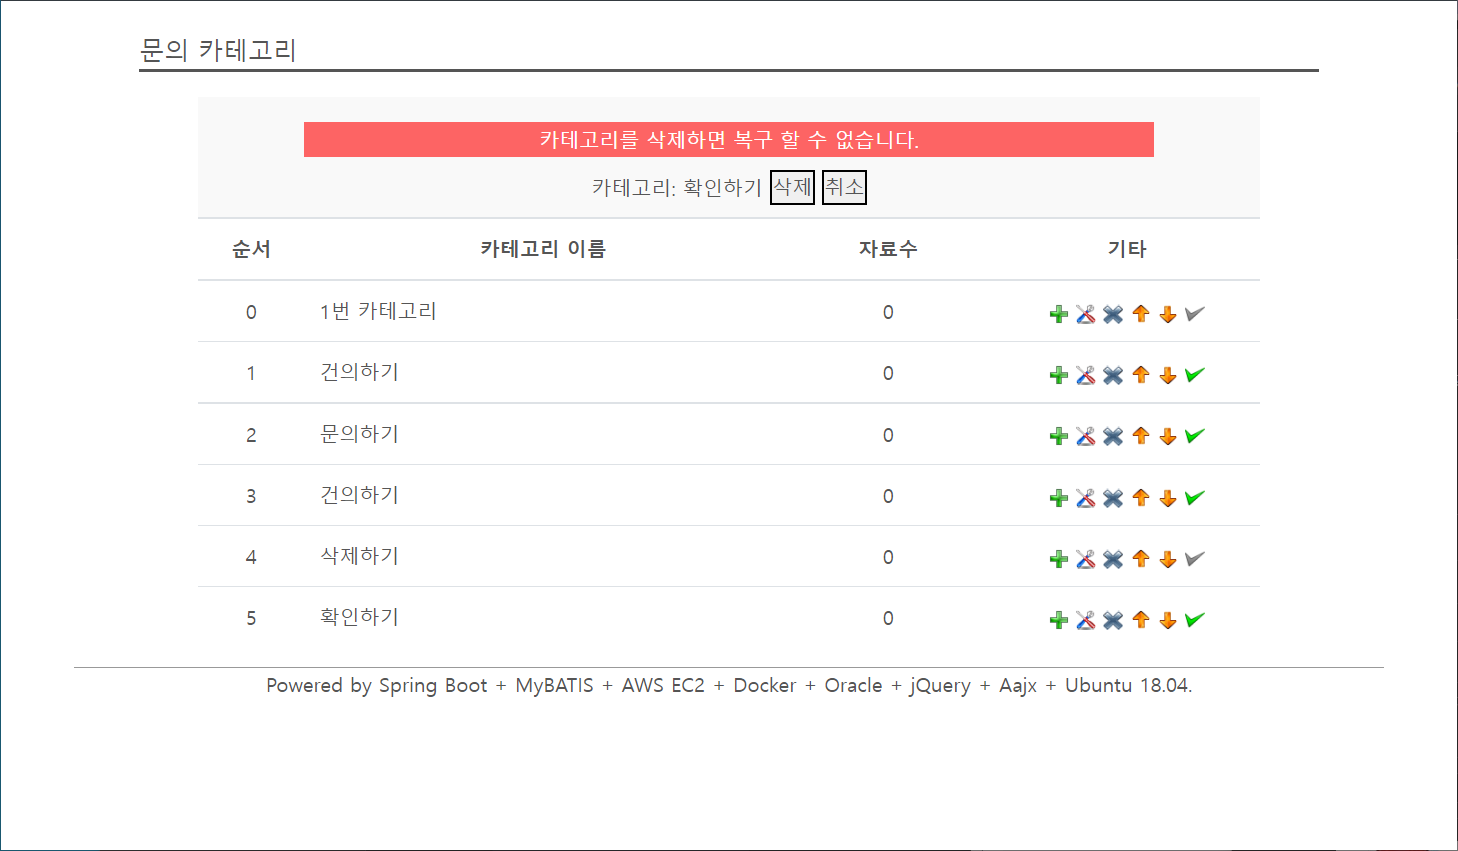 문의 카테고리
카테고리를 삭제하면 복구 할 수 없습니다.
카테고리: 확인하기 삭제 취소
순서 카테고리 이름 자료수 기타
0 1번 카테고리 0
1 건의하기 0
2 문의하기 0
3 건의하기 0
4 삭제하기 0
5 확인하기 0
Powered by Spring Boot + MyBATIS + AWS EC2 + Docker + Oracle + jQuery + Aajx + Ubuntu 18.04.